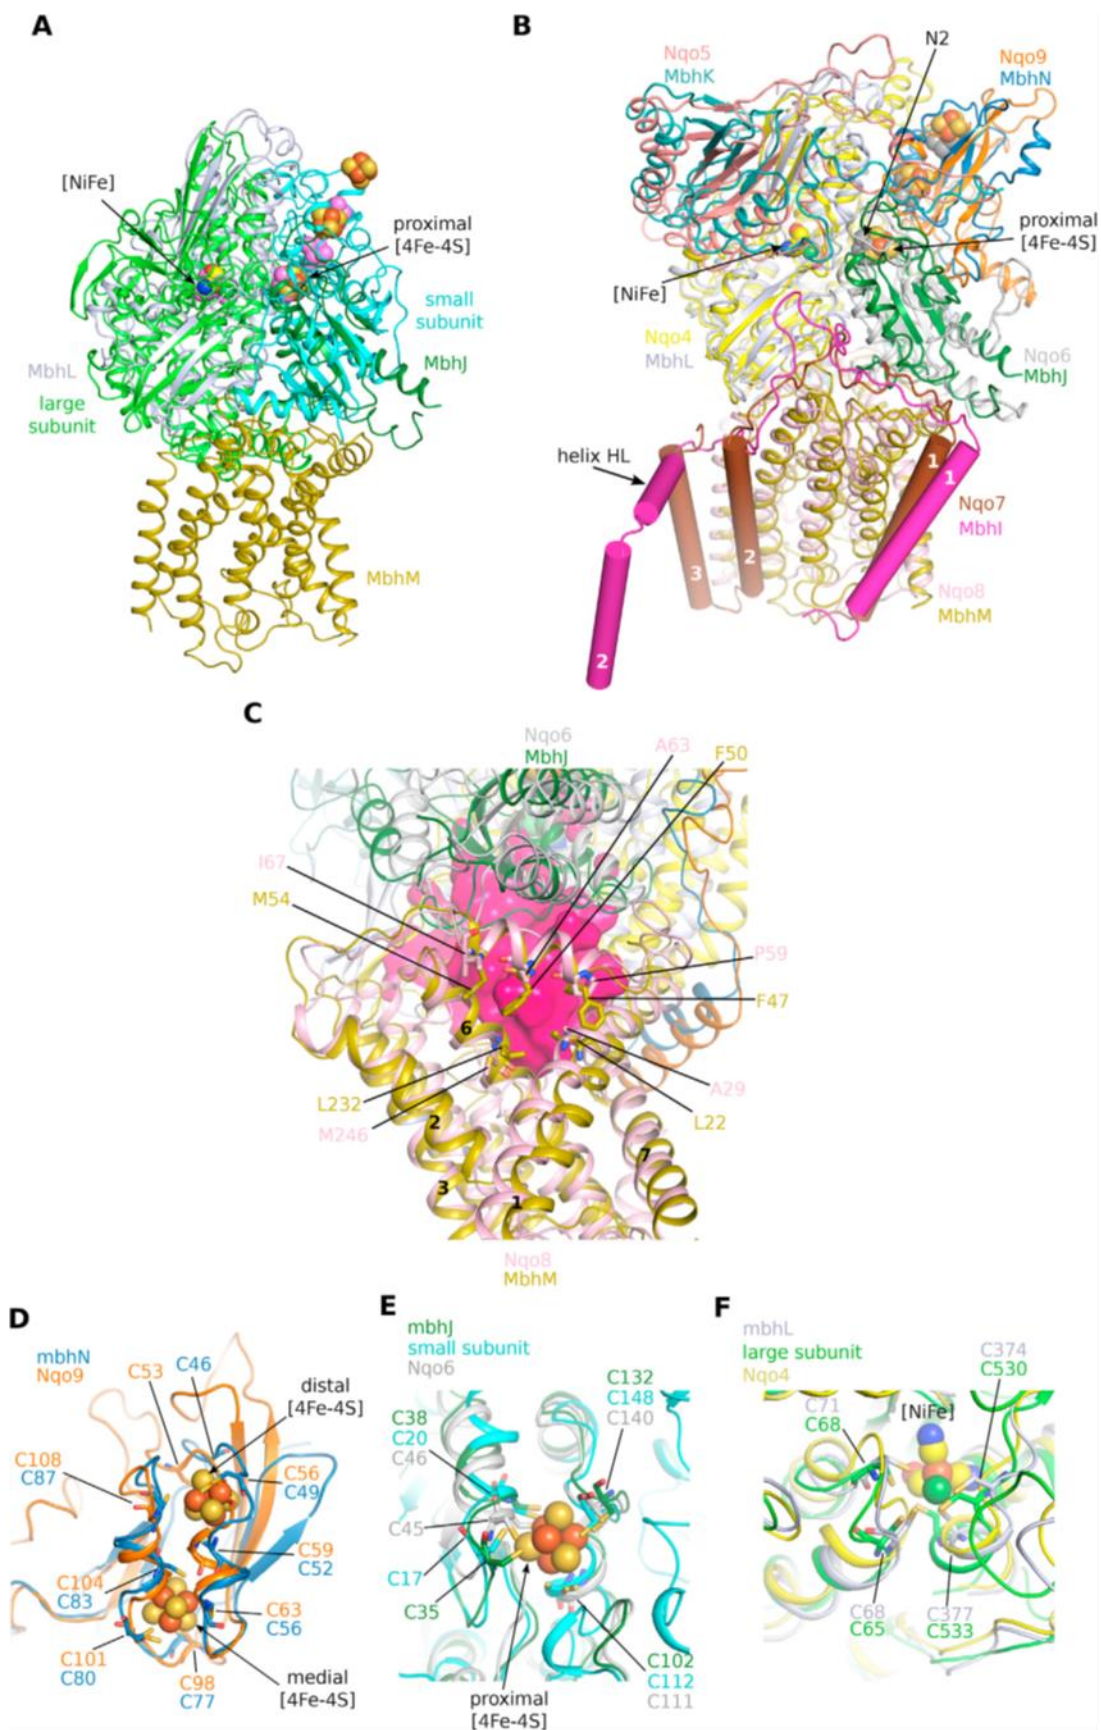 A
[NiFe]
proximal
[4Fe-4S]
small
subunit
MbhJ
MbhL
large
subunit
MbhM
B
N2
Nqo5
MbhK
Nqo9
MbhN
proximal
[4Fe-4S]
[NiFe]
Nqo4
MbhL
Nqo6
MbhJ
helix HL
1
1
Nqo7
MbhI
2
3
Nqo8
MbhM
2
C
Nqo6
MbhJ
A63
F50
I67
M54
P59
F47
6
A29
L22
L232
M246
2
7
3
1
Nqo8
MbhM
D
mbhN
Nqo9
C53
C46
distal
[4Fe-4S]
C108
C87
C56
C49
C59
C52
C104
C83
C63
C56
C101
C80
C98
C77
medial
[4Fe-4S]
E
mbhJ
small subunit
Nqo6
C132
C148
C140
C38
C20
C46
C45
C17
C35
C102
C112
C111
proximal
[4Fe-4S]
F
mbhL
large subunit
Nqo4
C374
C530
[NiFe]
C71
C68
C68
C65
C377
C533